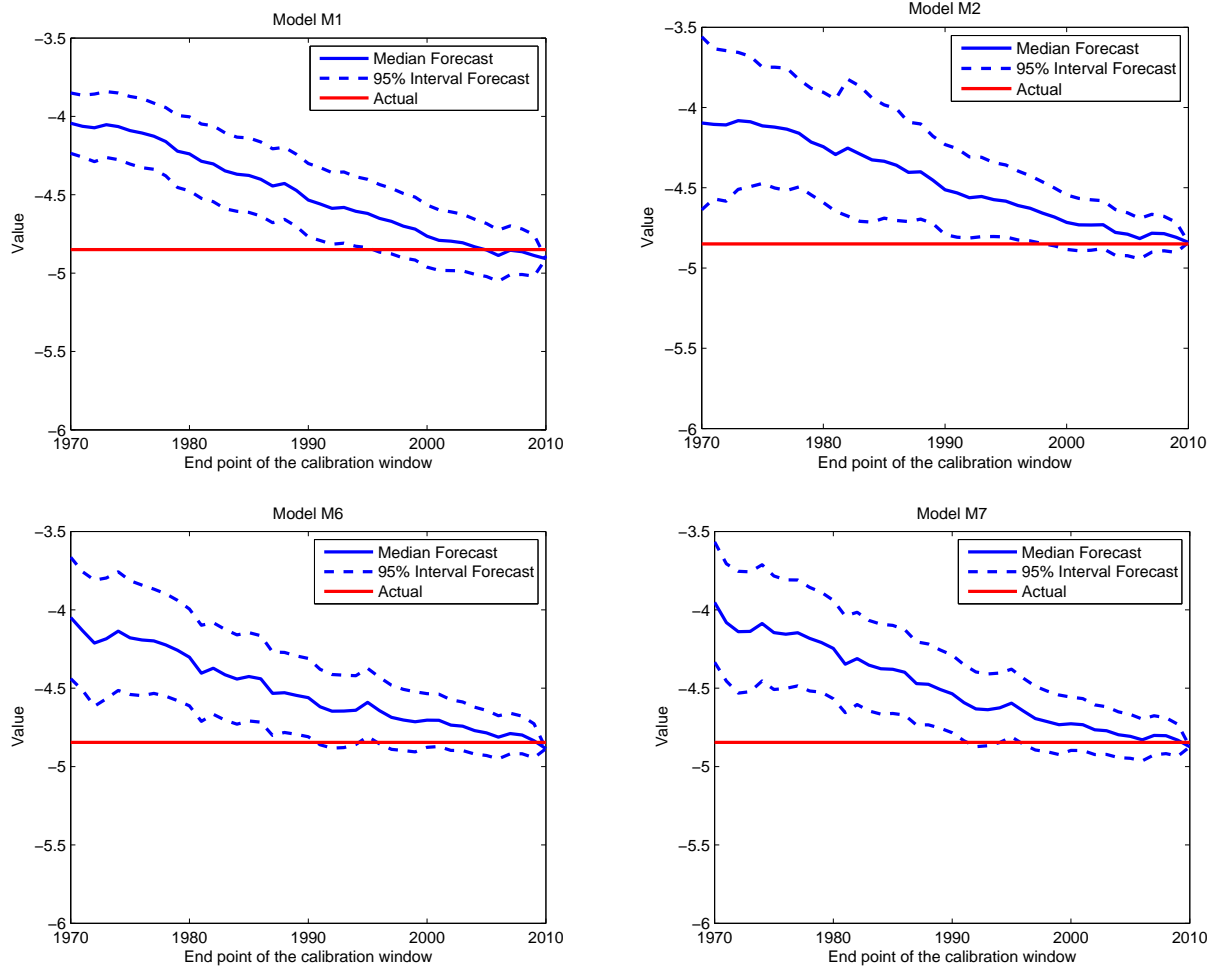 Model M1
Median Forecast
95% Interval Forecast
Actual
−3.5
−4
−4.5
−5
−5.5
−6
Value
1970 1980 1990 2000 2010
End point of the calibration window
Model M2
Median Forecast
95% Interval Forecast
Actual
−3.5
−4
−4.5
−5
−5.5
−6
Value
1970 1980 1990 2000 2010
End point of the calibration window
Model M6
Median Forecast
95% Interval Forecast
Actual
−3.5
−4
−4.5
−5
−5.5
−6
Value
1970 1980 1990 2000 2010
End point of the calibration window
Model M7
Median Forecast
95% Interval Forecast
Actual
−3.5
−4
−4.5
−5
−5.5
−6
Value
1970 1980 1990 2000 2010
End point of the calibration window